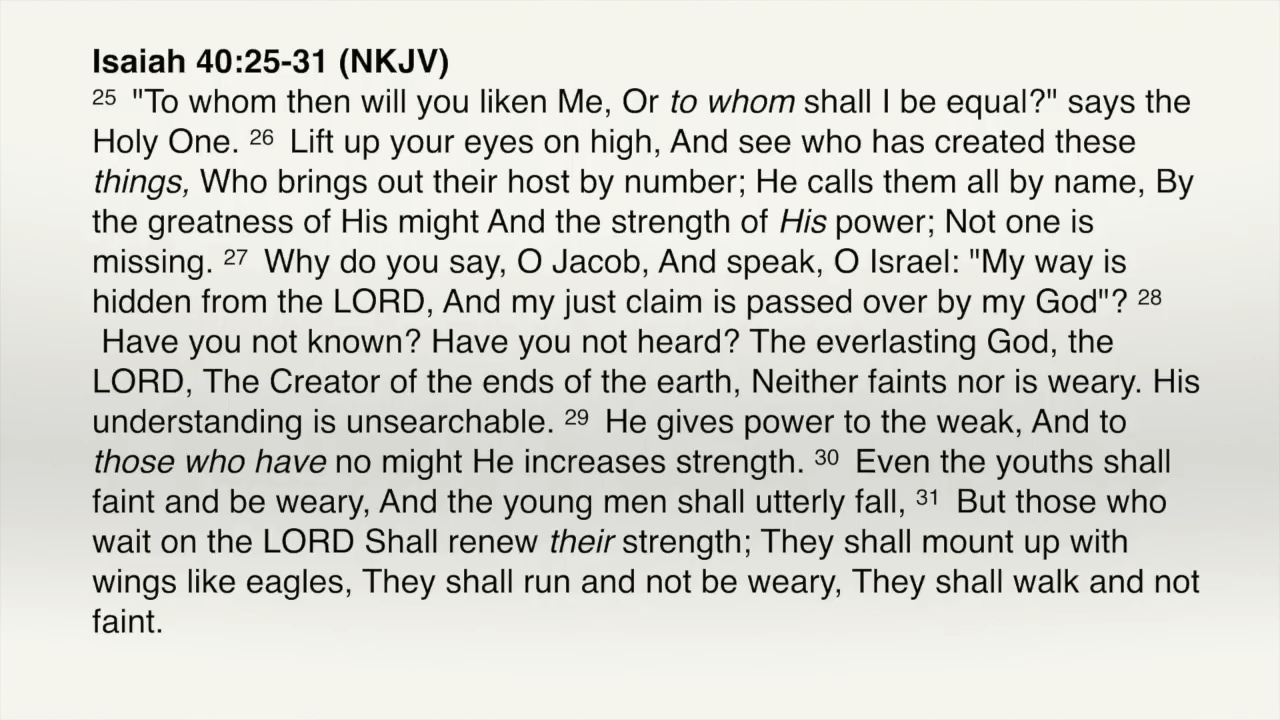 Isaiah 40:25-31 (NKJV)
25 "To whom then will you liken Me, Or to whom shall I be equal?" says the
Holy One. 26 Lift up your eyes on high, And see who has created these
things, Who brings out their host by number; He calls them all by name, By
the greatness of His might And the strength of His power; Not one is
missing. 27 Why do you say, O Jacob, And speak, O Israel: "My way is
hidden from the LORD, And my just claim is passed over by my God"? 28
Have you not known? Have you not heard? The everlasting God, the
LORD, The Creator of the ends of the earth, Neither faints nor is weary. His
understanding is unsearchable. 29 He gives power to the weak, And to
those who have no might He increases strength. 30 Even the youths shall
faint and be weary, And the young men shall utterly fall, 31 But those who
wait on the LORD Shall renew their strength; They shall mount up with
wings like eagles, They shall run and not be weary, They shall walk and not
faint.